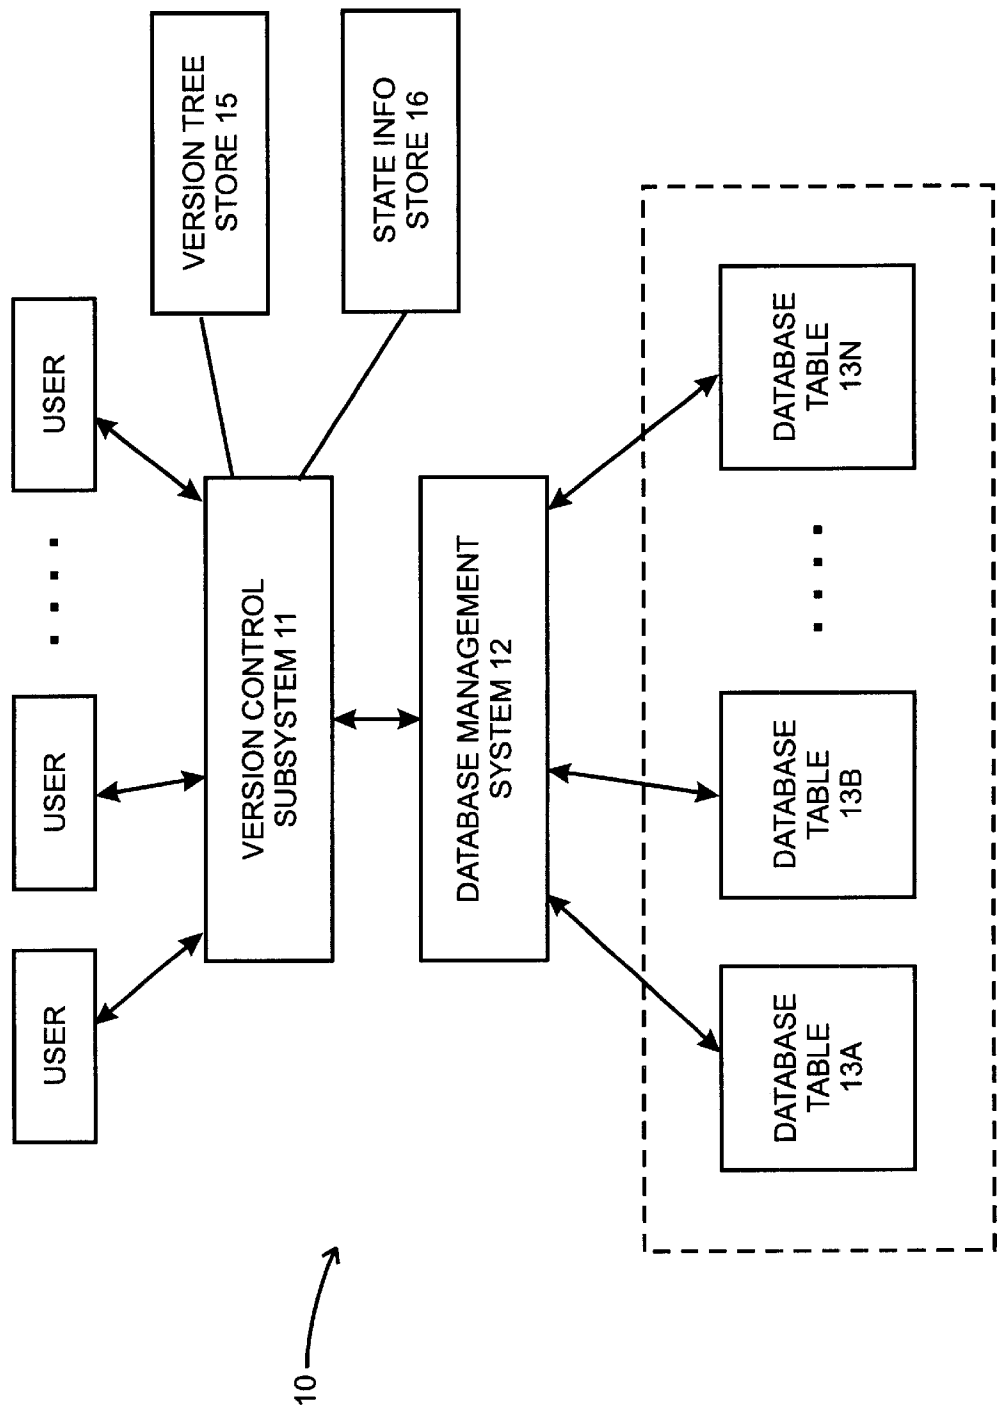 USER
USER
USER
VERSION TREE
STORE 15
VERSION CONTROL
SUBSYSTEM 11
STATE INFO
STORE 16
DATABASE MANAGEMENT
SYSTEM 12
DATABASE
TABLE
13A
DATABASE
TABLE
13B
DATABASE
TABLE
13N
10